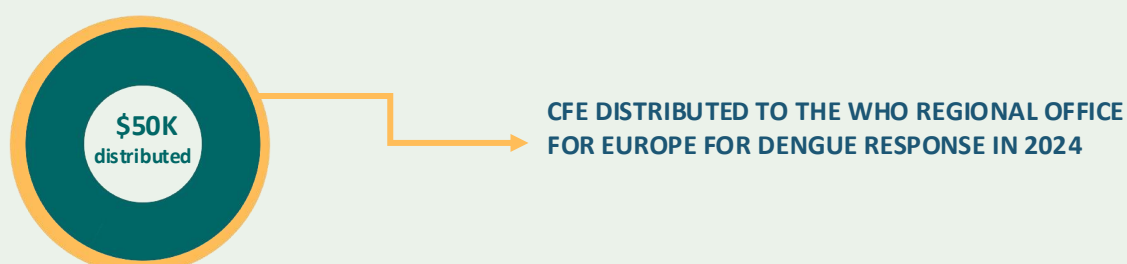 $50K
distributed
CFE DISTRIBUTED TO THE WHO REGIONAL OFFICE
FOR EUROPE FOR DENGUE RESPONSE IN 2024